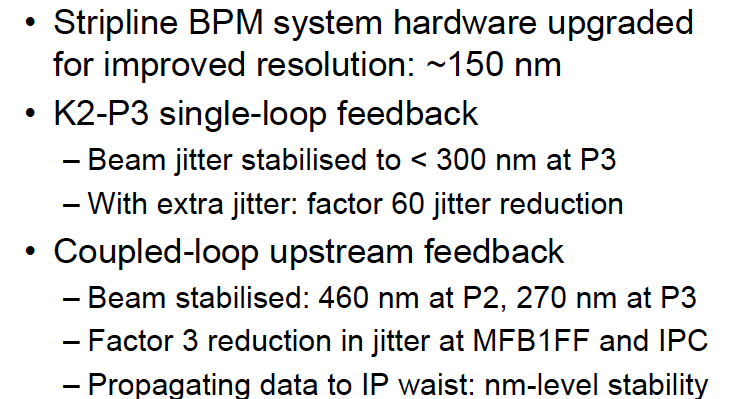 • Stripline BPM system hardware upgraded
for improved resolution: ~150 nm
• K2-P3 single-loop feedback
– Beam jitter stabilised to < 300 nm at P3
– With extra jitter: factor 60 jitter reduction
• Coupled-loop upstream feedback
– Beam stabilised: 460 nm at P2, 270 nm at P3
– Factor 3 reduction in jitter at MFB1FF and IPC
– Propagating data to IP waist: nm-level stability